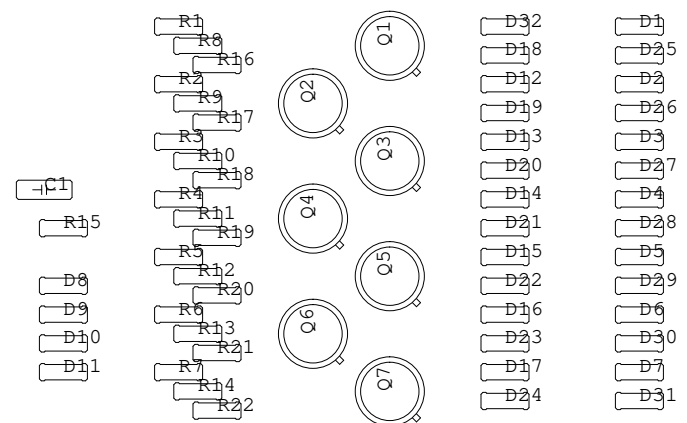 R1
R8
R16
R2
R9
R17
R3
R10
R18
R4
R11
R19
R5
R12
R20
R6
R13
R21
R7
R14
R22
C1
R15
D8
D9
D10
D11
Q1
Q2
Q3
Q4
Q5
Q6
Q7
D32
D18
D12
D19
D13
D20
D14
D21
D15
D22
D16
D23
D17
D24
D1
D25
D2
D26
D3
D27
D4
D28
D5
D29
D6
D30
D7
D31